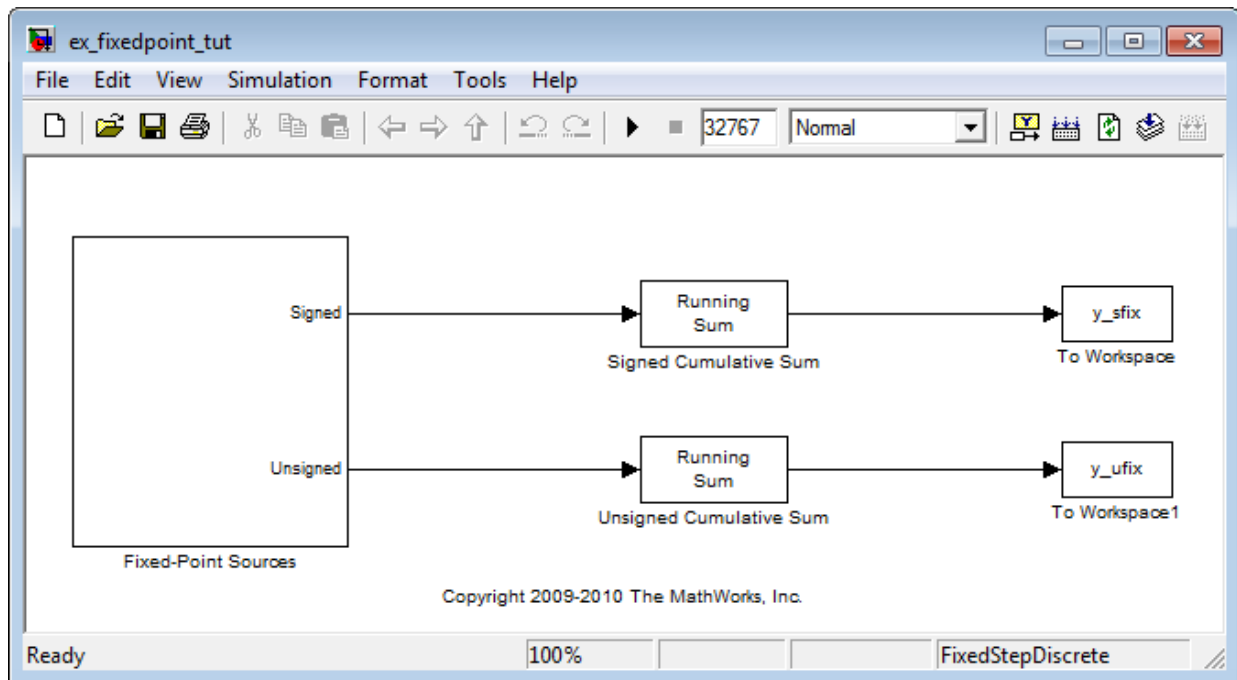 ex_fixedpoint_tut
File Edit View Simulation Format Tools Help
32767 Normal
Signed
Running
Sum
y_sfix
Signed Cumulative Sum
To Workspace
Unsigned
Running
Sum
y_ufix
Unsigned Cumulative Sum
To Workspace1
Fixed-Point Sources
Copyright 2009-2010 The MathWorks, Inc.
Ready 100% FixedStepDiscrete